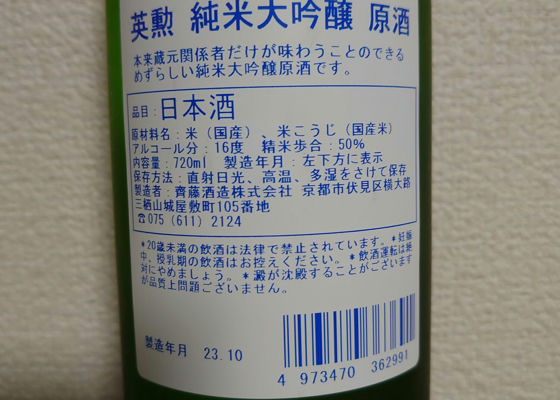 英勲 純米大吟醸 原酒
本来蔵元関係者だけが味わうことのできる
めずらしい純米大吟醸原酒です。
品目:日本酒
原材料名:米（国産）、米こうじ（国産米）
アルコール分:16度 精米歩合:50%
内容量:720ml 製造年月:左下方に表示
保存方法:直射日光、高温、多湿をさけて保存
製造者:齊藤酒造株式会社 京都市伏見区横大路
三栖山城屋敷町105番地
☎075(611)2124
*20歳未満の飲酒は法律で禁止されています。*妊娠
中、授乳期の飲酒はお控えください。*飲酒運転は絶
対にやめましょう。*澱が沈殿することがございます
が品質上問題ございません。
製造年月 23.10
4 973470 362991